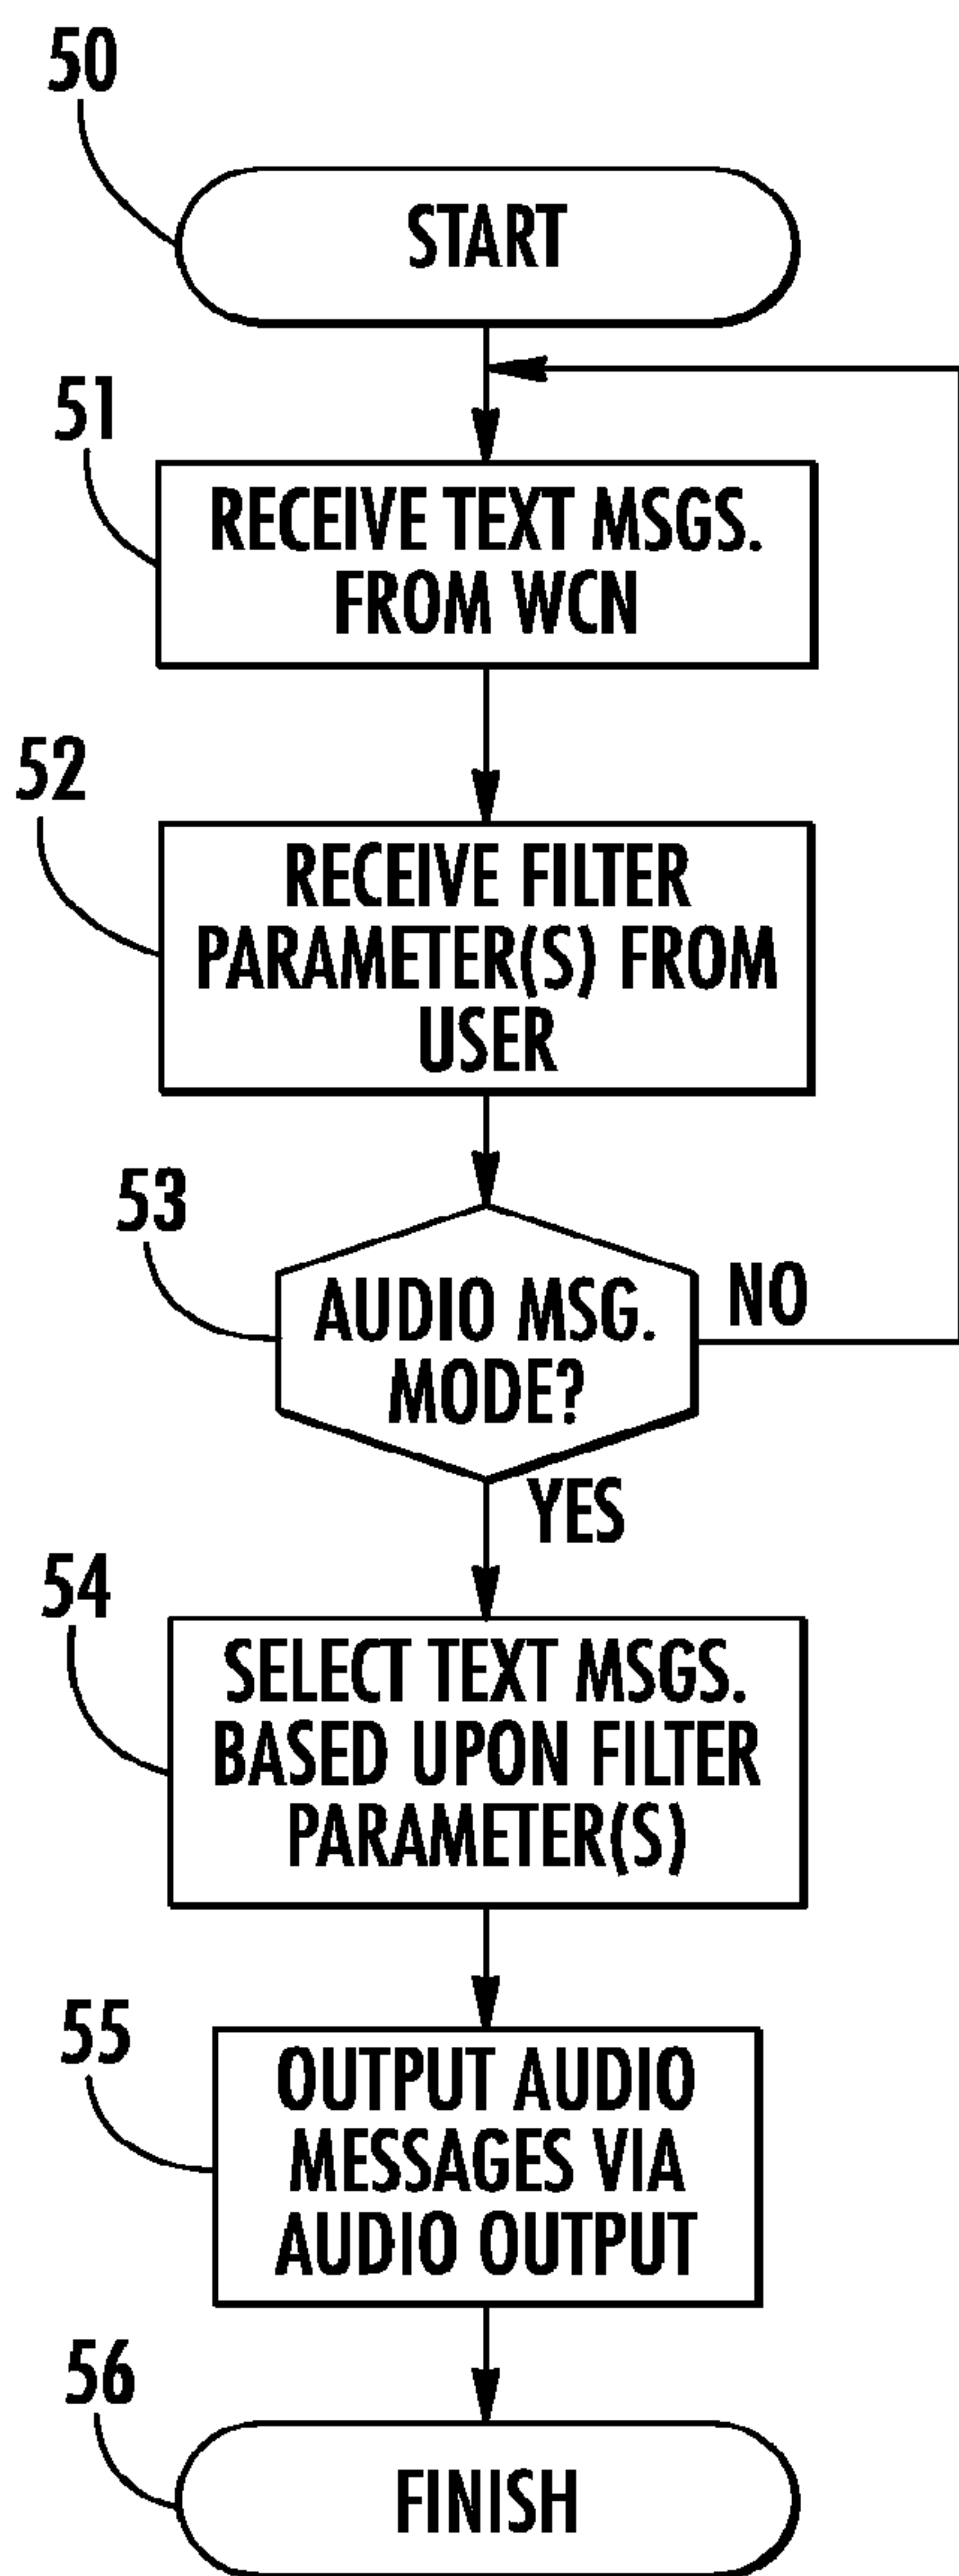 50
START
51
RECEIVE TEXT MSGS.
FROM WCN
52
RECEIVE FILTER
PARAMETER(S) FROM
USER
53
AUDIO MSG.
MODE?
NO
YES
54
SELECT TEXT MSGS.
BASED UPON FILTER
PARAMETER(S)
55
OUTPUT AUDIO
MESSAGES VIA
AUDIO OUTPUT
56
FINISH